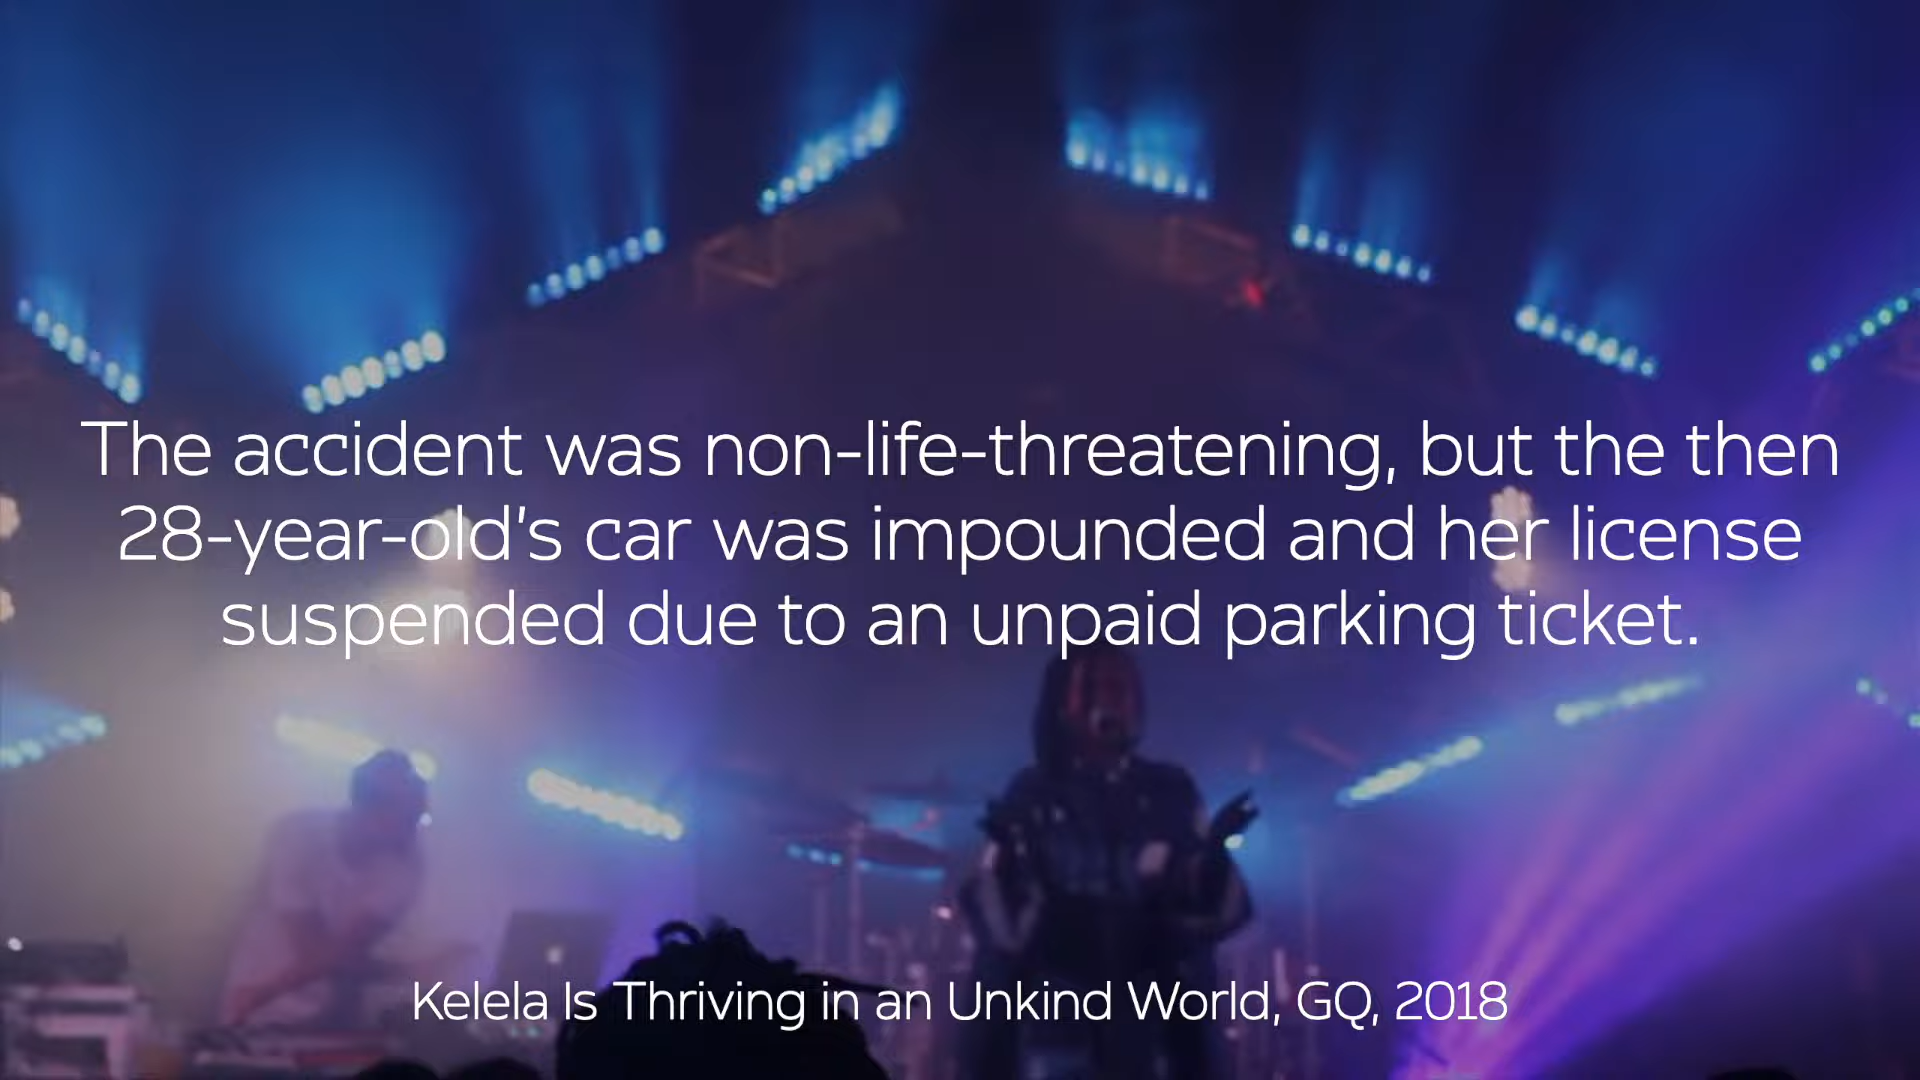 The accident was non-life-threatening, but the then
28-year-old's car was impounded and her license
suspended due to an unpaid parking ticket.
Kelela Is Thriving in an Unkind World, GQ, 2018